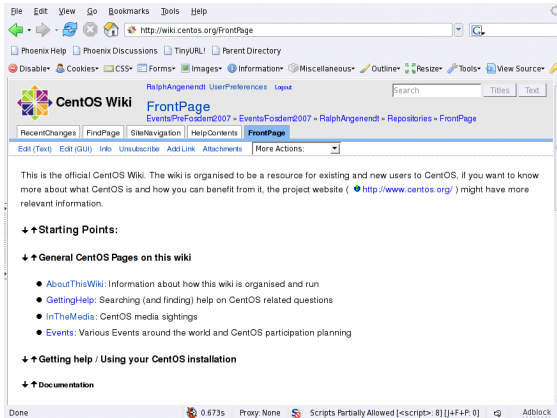 File Edit View Go Bookmarks Tools Help
http://wiki.centos.org/FrontPage
Phoenix Help Phoenix Discussions TinyURL! Parent Directory
Disable Cookies CSS Forms Images Information Miscellaneous Outline Resize Tools View Source
RalphAngenendt UserPreferences Logout
Search Titles Text
CentOS Wiki
FrontPage
Events/PreFosdem2007 » Events/Fosdem2007 » RalphAngenendt » Repositories » FrontPage
RecentChanges FindPage SiteNavigation HelpContents FrontPage
Edit (Text) Edit (GUI) Info Unsubscribe Add Link Attachments More Actions:
This is the official CentOS Wiki. The wiki is organised to be a resource for existing and new users to CentOS, if you want to know
more about what CentOS is and how you can benefit from it, the project website ( http://www.centos.org/ ) might have more
relevant information.
Starting Points:
General CentOS Pages on this wiki
AboutThisWiki: Information about how this wiki is organised and run
GettingHelp: Searching (and finding) help on CentOS related questions
InTheMedia: CentOS media sightings
Events: Various Events around the world and CentOS participation planning
Getting help / Using your CentOS installation
Documentation
Done 0.673s Proxy: None Scripts Partially Allowed [<script>: 8] [J+F+P: 0] Adblock